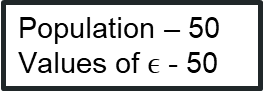 Population – 50
Values of ϵ - 50